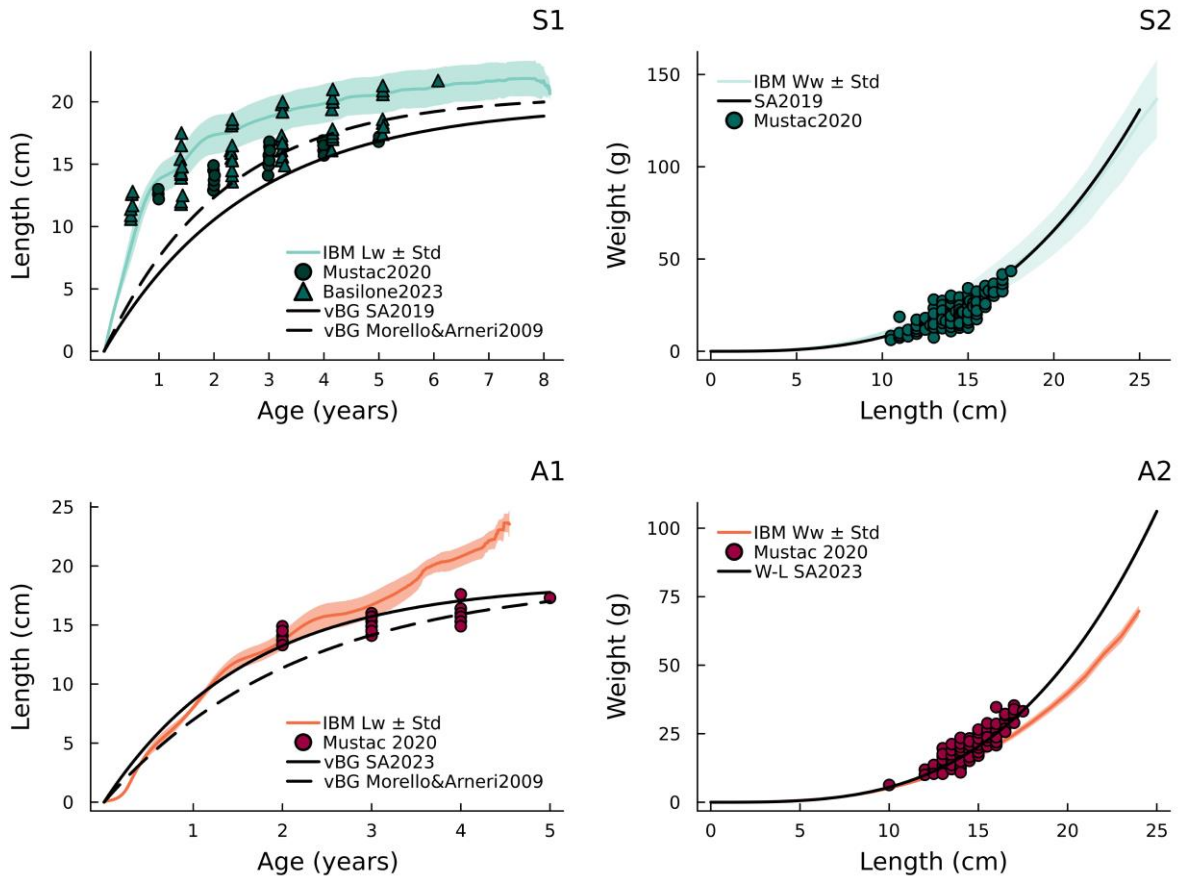 S1
Length (cm)
20
15
10
5
0
IBM Lw ± Std
Mustac2020
Basilone2023
vBG SA2019
vBG Morello&Arneri2009
1 2 3 4 5 6 7 8
Age (years)
S2
Weight (g)
150
100
50
0
IBM Ww ± Std
SA2019
Mustac2020
0 5 10 15 20 25
Length (cm)
A1
Length (cm)
25
20
15
10
5
0
IBM Lw ± Std
Mustac 2020
vBG SA2023
vBG Morello&Arneri2009
1 2 3 4 5
Age (years)
A2
Weight (g)
100
75
50
25
0
IBM Ww ± Std
Mustac 2020
W-L SA2023
0 5 10 15 20 25
Length (cm)